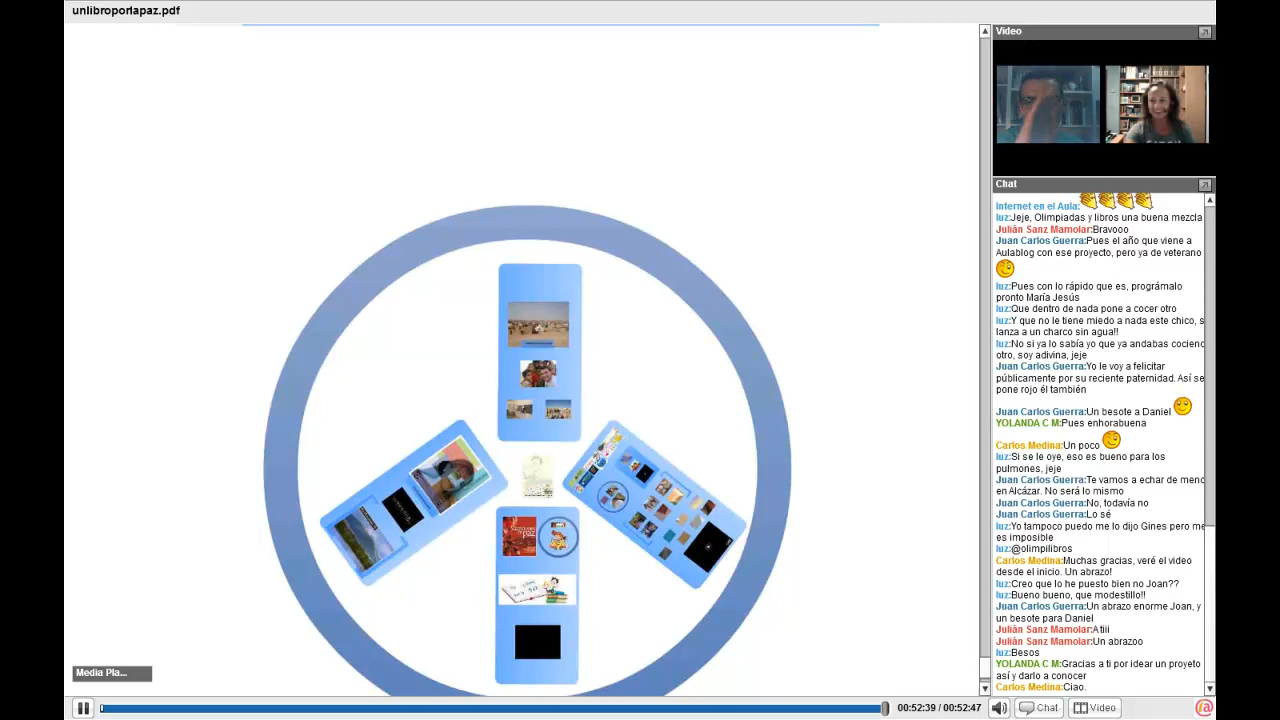 unlibroporlapaz.pdf
Video
Chat
Internet en el Aula:
luz:Jeje, Olimpiadas y libros una buena mezcla
Julián Sanz Mamolar:Bravooo
Juan Carlos Guerra:Pues el año que viene a
Aulablog con ese proyecto, pero ya de veterano
luz:Pues con lo rápido que es, prográmalo
pronto María Jesús
luz:Que dentro de nada pone a cocer otro
luz:Y que no le tiene miedo a nada este chico, s
lanza a un charco sin agua!!
luz:No si ya lo sabía yo que ya andabas cociend
otro, soy adivina, jeje
Juan Carlos Guerra:Yo le voy a felicitar
públicamente por su reciente paternidad. Así se
pone rojo él también
Juan Carlos Guerra:Un besote a Daniel
YOLANDA C M:Pues enhorabuena
Carlos Medina:Un poco
luz:Si se le oye, eso es bueno para los
pulmones, jeje
luz:Te vamos a echar de meno
en Alcázar. No será lo mismo
Juan Carlos Guerra:No, todavía no
Juan Carlos Guerra:Lo sé
luz:Yo tampoco puedo me lo dijo Gines pero me
es imposible
luz:@olimpilibros
Carlos Medina:Muchas gracias, veré el video
desde el inicio. Un abrazo!
luz:Creo que lo he puesto bien no Joan??
luz:Bueno bueno, que modestillo!!
Juan Carlos Guerra:Un abrazo enorme Joan, y
un besote para Daniel
Julián Sanz Mamolar:A tiii
Julián Sanz Mamolar:Un abrazoo
luz:Besos
YOLANDA C M:Gracias a ti por idear un proyeto
así y darlo a conocer
Carlos Medina:Ciao.
Media Pla...
00:52:39 / 00:52:47
Chat
Video